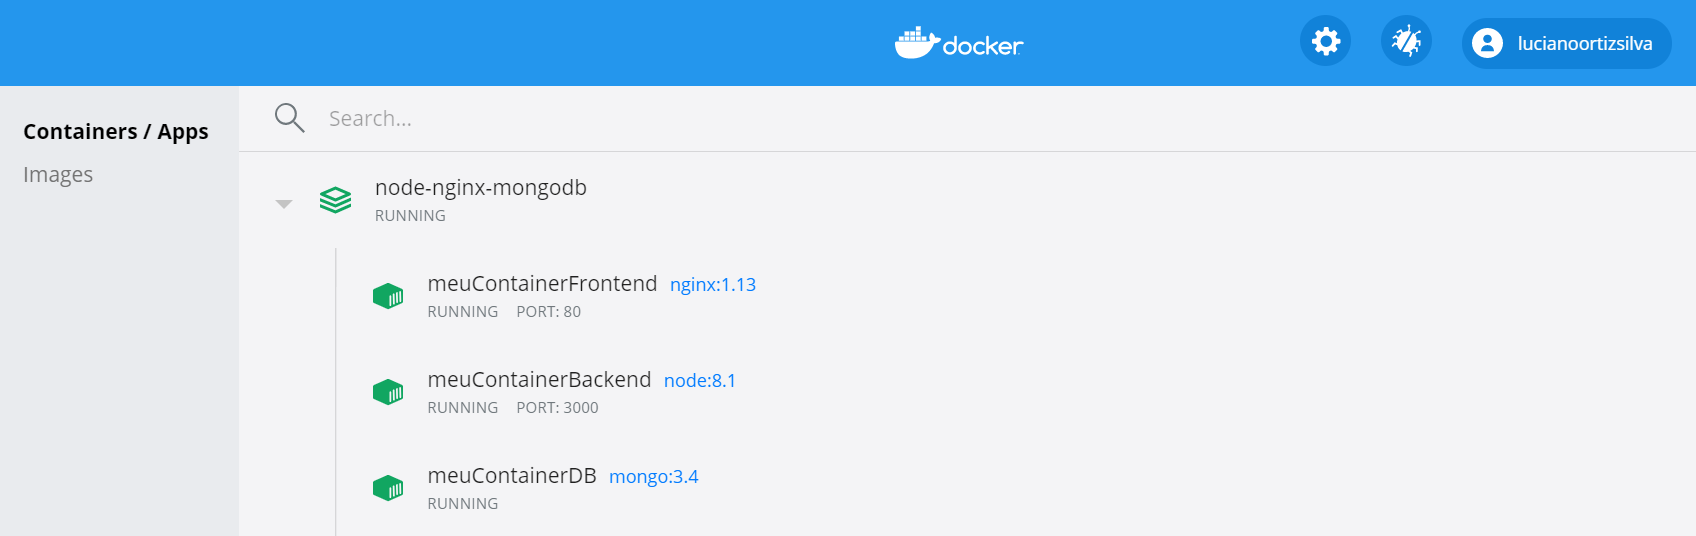 docker
lucianoortizsilva
Containers / Apps
Images
Search...
node-nginx-mongodb
RUNNING
meuContainerFrontend nginx:1.13
RUNNING PORT: 80
meuContainerBackend node:8.1
RUNNING PORT: 3000
meuContainerDB mongo:3.4
RUNNING